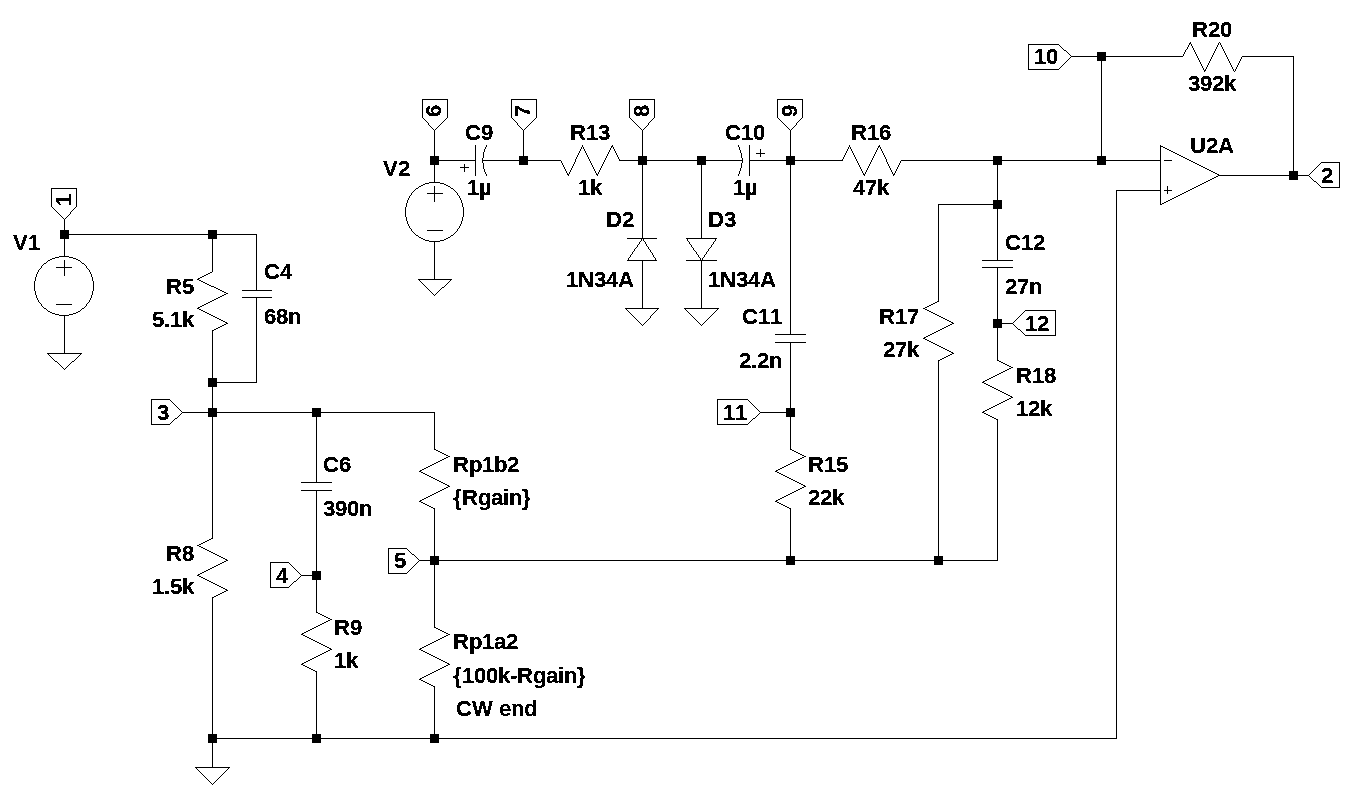 R20
10
392k
6
7
8
9
C9
R13
C10
R16
U2A
V2
+
+
−
1µ
1k
1µ
47k
+
2
1
+
D2
D3
V1
−
C12
+
C4
1N34A
1N34A
27n
R5
C11
R17
12
−
5.1k
68n
27k
2.2n
R18
3
11
12k
C6
Rp1b2
R15
390n
{Rgain}
22k
R8
5
4
1.5k
R9
Rp1a2
1k
{100k-Rgain}
CW end